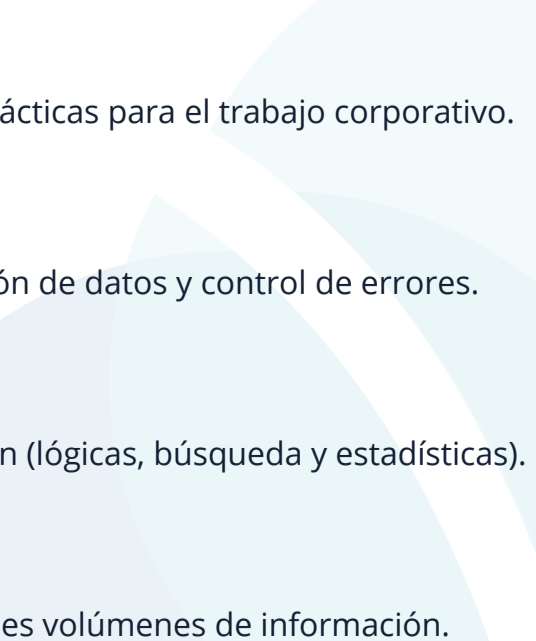 ácticas para el trabajo corporativo.
ón de datos y control de errores.
n (lógicas, búsqueda y estadísticas).
es volúmenes de información.